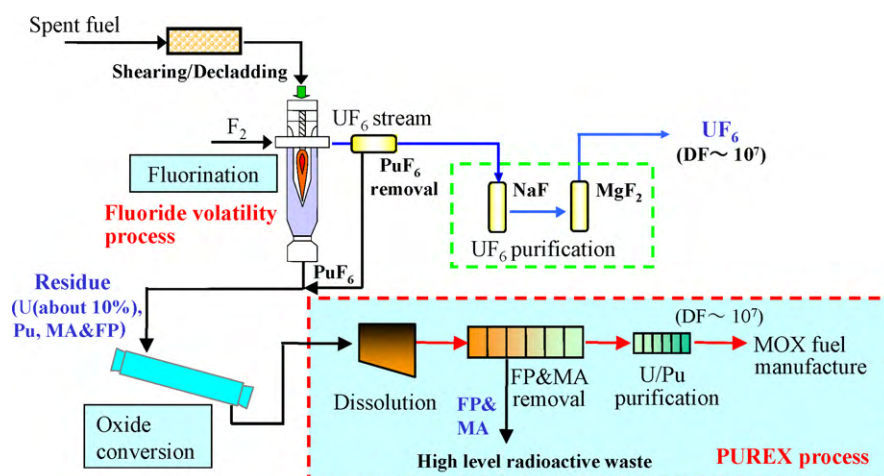 Spent fuel
Shearing/Decladding
F₂
UF₆ stream
Fluorination
PuF₆
removal
UF₆
(DF～ 10⁷)
NaF
MgF₂
UF₆ purification
Fluoride volatility
process
PuF₆
Residue
(U(about 10%),
Pu, MA&FP)
Oxide
conversion
Dissolution
FP&MA
removal
FP&
MA
(DF～ 10⁷)
U/Pu
purification
MOX fuel
manufacture
High level radioactive waste
PUREX process